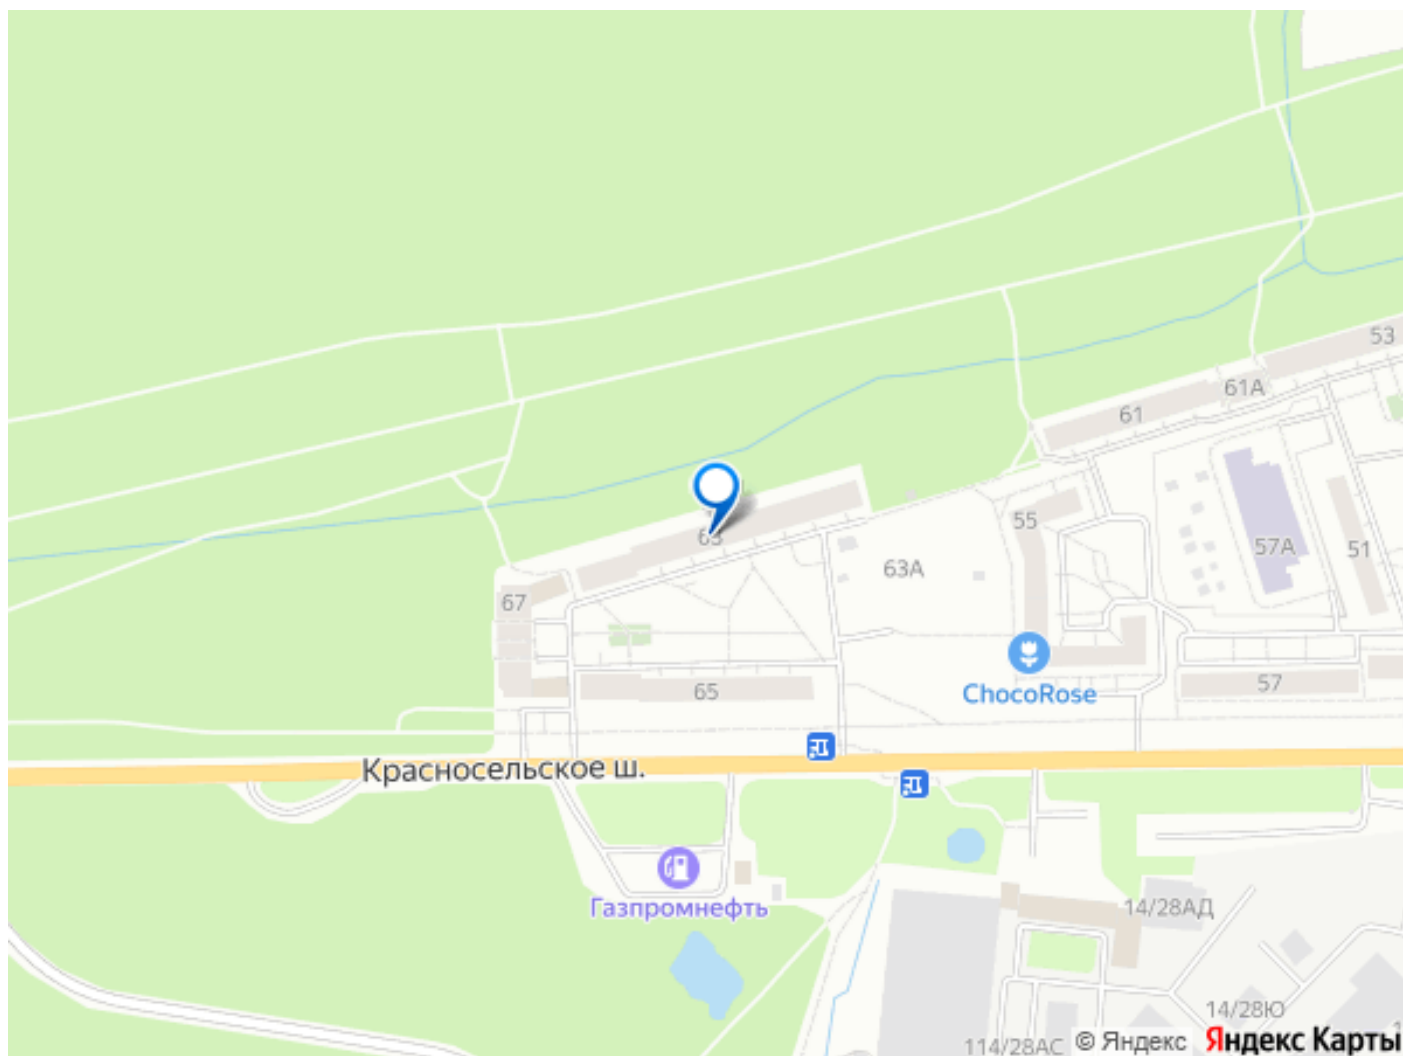 53
61А
61
55
57А
51
63
63А
67
65
ChocoRose
57
Красносельское ш.
Газпромнефть
14/28АД
14/28Ю
114/28АС
© Яндекс
Яндекс Карты